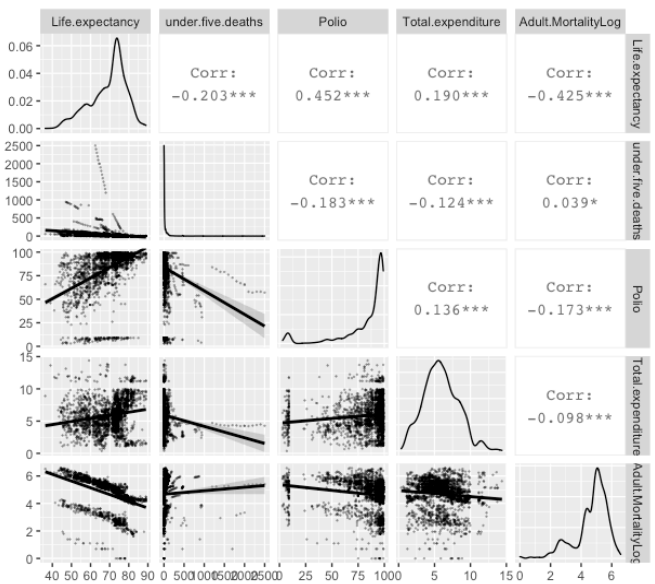 Life.expectancy under.five.deaths Polio Total.expenditure Adult.MortalityLog
0.06
0.04
0.02
0.00
Corr:
-0.203***
Corr:
0.452***
Corr:
0.190***
Corr:
-0.425***
Life.expectancy
2500
2000
1500
1000
500
0
Corr:
-0.183***
Corr:
-0.124***
Corr:
0.039*
under.five.deaths
100
75
50
25
0
Corr:
0.136***
Corr:
-0.173***
Polio
15
10
5
0
Corr:
-0.098***
Total.expenditure
6
4
2
0
Adult.MortalityLog
40 50 60 70 80 90
0 500 1000 1500 2000 2500
0 25 50 75 100
0 5 10 15
0 2 4 6